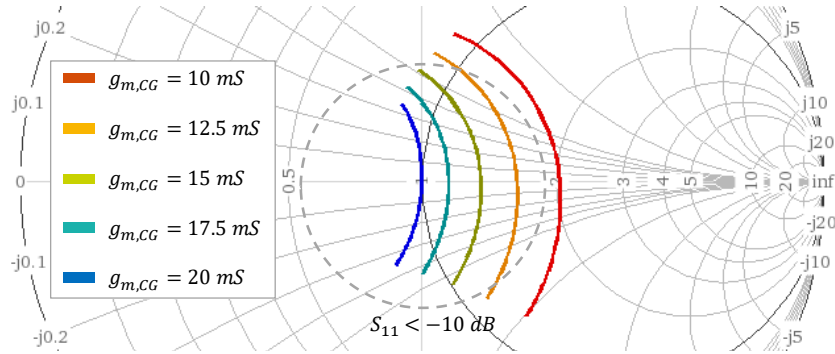 j0.2
j5
j0.1
j10
j20
0
0.5
1
2
3
4
5
10
20
inf
-j20
-j0.1
-j10
-j0.2
-j5
g_{m,CG} = 10 mS
g_{m,CG} = 12.5 mS
g_{m,CG} = 15 mS
g_{m,CG} = 17.5 mS
g_{m,CG} = 20 mS
S_{11} < -10 dB